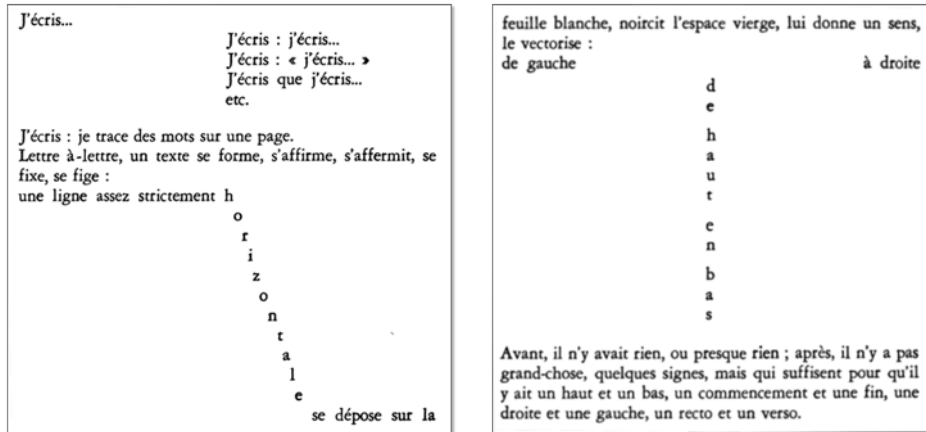 J'écris...
J'écris : j'écris...
J'écris : « j'écris... »
J'écris que j'écris...
etc.
J'écris : je trace des mots sur une page.
Lettre à-lettre, un texte se forme, s'affirme, s'affermit, se
fixe, se fige :
une ligne assez strictement h
o
r
i
z
o
n
t
a
l
e
se dépose sur la
feuille blanche, noircit l'espace vierge, lui donne un sens,
le vectorise :
de gauche à droite
d
e
h
a
u
t
e
n
b
a
s
Avant, il n'y avait rien, ou presque rien ; après, il n'y a pas
grand-chose, quelques signes, mais qui suffisent pour qu'il
y ait un haut et un bas, un commencement et une fin, une
droite et une gauche, un recto et un verso.